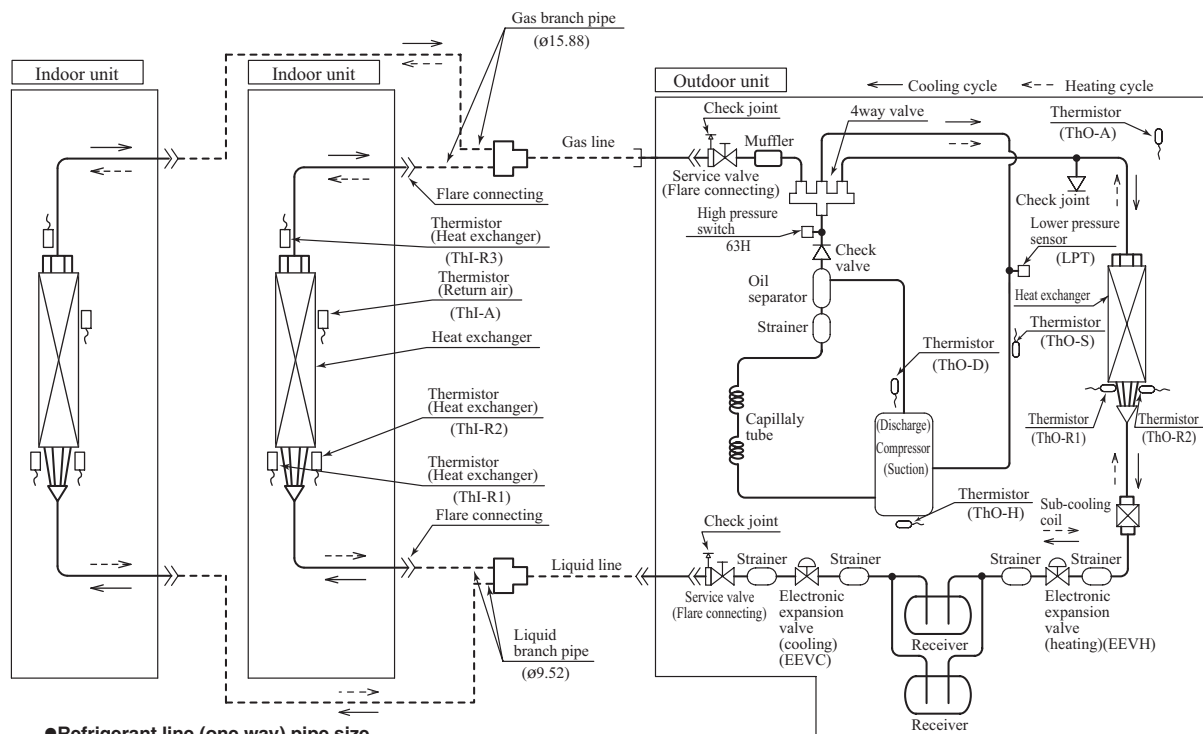 Gas branch pipe
(ø15.88)
Indoor unit
Indoor unit
Outdoor unit
Cooling cycle
Heating cycle
Check joint
4way valve
Thermistor
(ThO-A)
Gas line
Muffler
Service valve
(Flare connecting)
Check joint
Flare connecting
High pressure
switch
63H
Lower pressure
sensor
(LPT)
Thermistor
(Heat exchanger)
(ThI-R3)
Check
valve
Thermistor
(Return air)
(ThI-A)
Oil
separator
Heat exchanger
Strainer
Thermistor
(ThO-S)
Heat exchanger
Thermistor
(ThO-D)
Thermistor
(Heat exchanger)
(ThI-R2)
Capillaly
tube
(Discharge)
Compressor
(Suction)
Thermistor
(ThO-R1)
Thermistor
(ThO-R2)
Thermistor
(Heat exchanger)
(ThI-R1)
Thermistor
(ThO-H)
Sub-cooling
coil
Flare connecting
Check joint
Liquid line
Strainer
Strainer
Strainer
Strainer
Service valve
(Flare connecting)
Electronic
expansion
valve
(cooling)
(EEVC)
Receiver
Electronic
expansion
valve
(heating)(EEVH)
Liquid
branch pipe
(ø9.52)
Receiver
●Refrigerant line (one way) pipe size